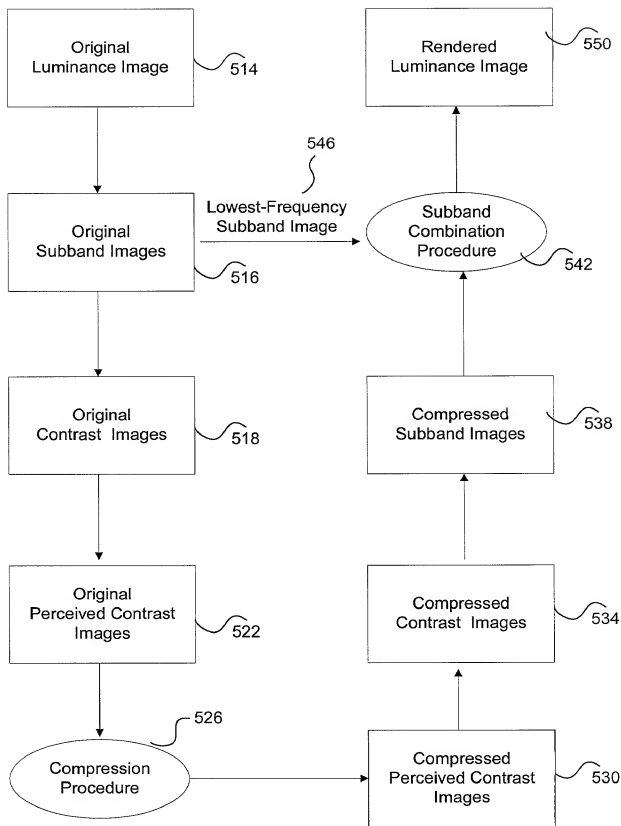 Original
Luminance Image
514
Rendered
Luminance Image
550
546
Lowest-Frequency
Subband Image
Original
Subband Images
516
Subband
Combination
Procedure
542
Original
Contrast Images
518
Compressed
Subband Images
538
Original
Perceived Contrast
Images
522
Compressed
Contrast Images
534
526
Compression
Procedure
Compressed
Perceived Contrast
Images
530